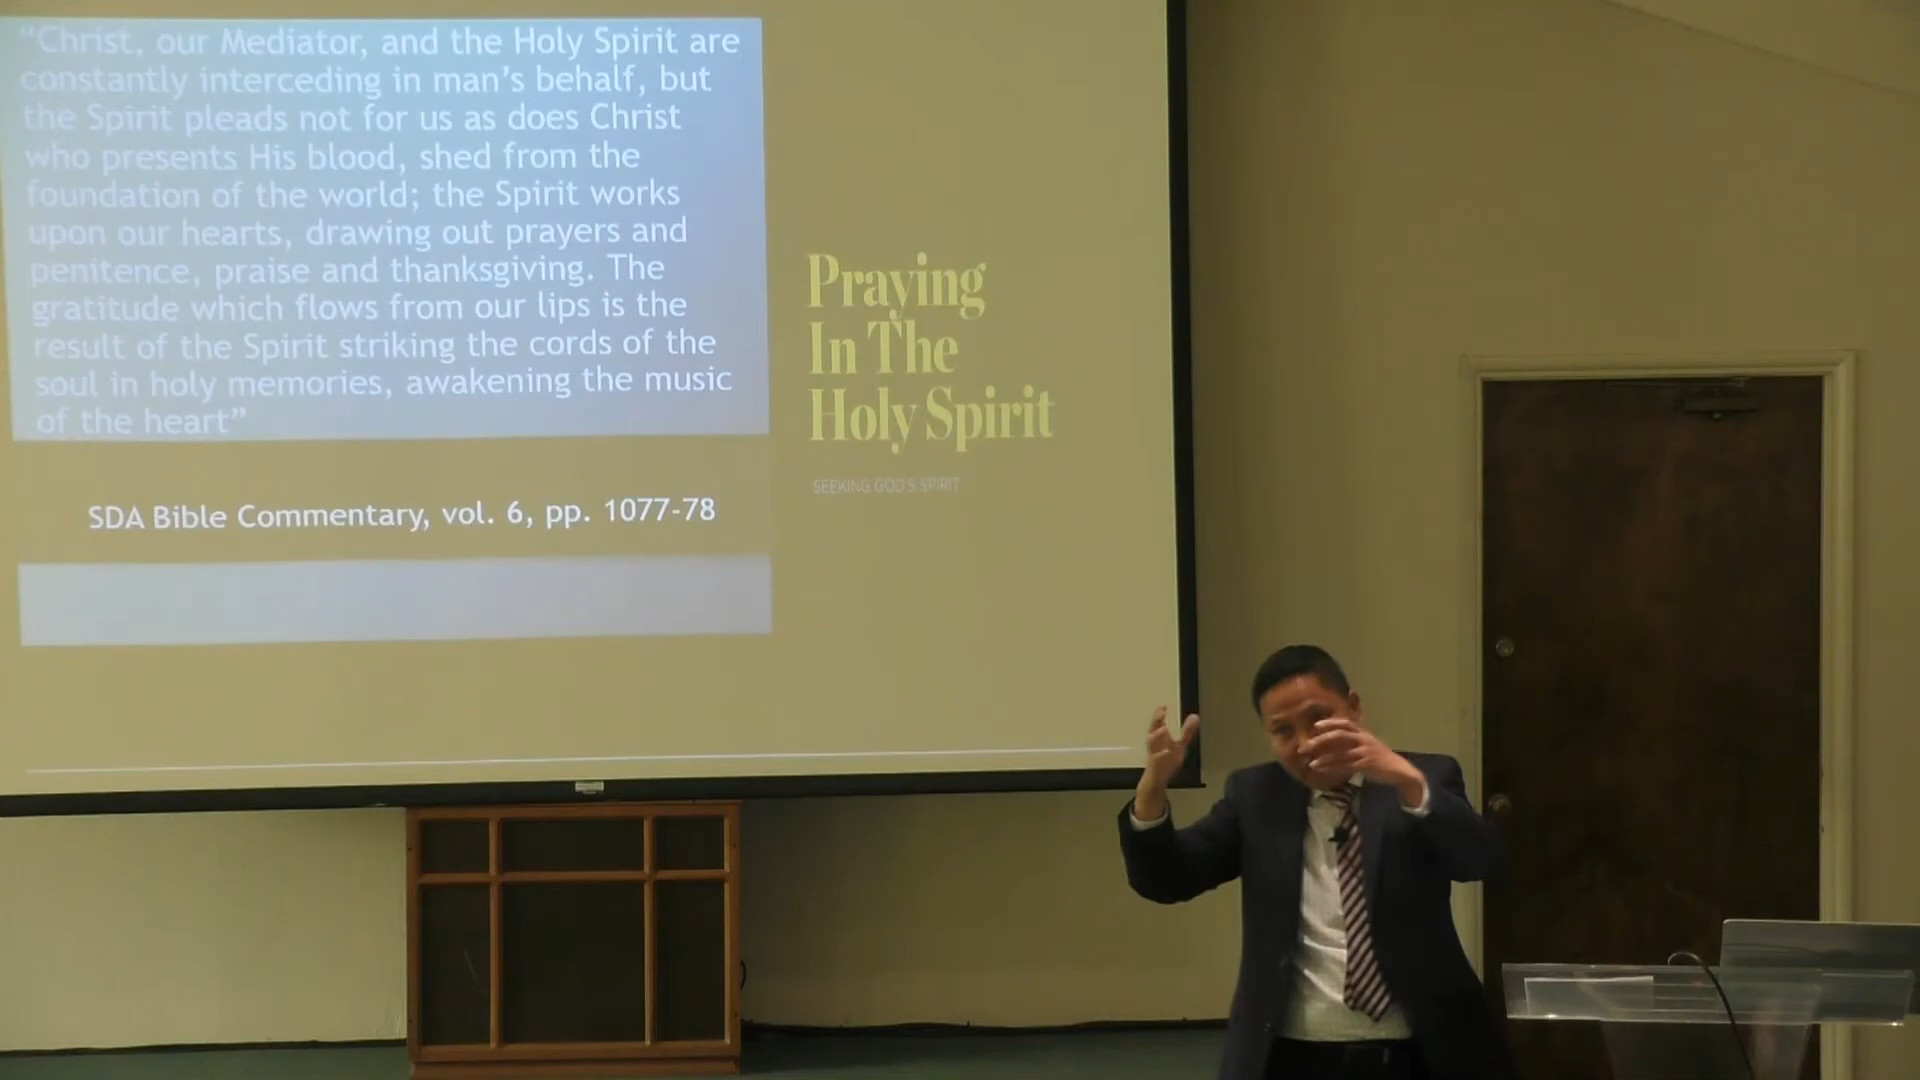 “Christ, our Mediator, and the Holy Spirit are
constantly interceding in man’s behalf, but
the Spirit pleads not for us as does Christ
who presents His blood, shed from the
foundation of the world; the Spirit works
upon our hearts, drawing out prayers and
penitence, praise and thanksgiving. The
gratitude which flows from our lips is the
result of the Spirit striking the cords of the
soul in holy memories, awakening the music
of the heart”
SDA Bible Commentary, vol. 6, pp. 1077-78
Praying
In The
Holy Spirit
SEEKING GOD'S SPIRIT